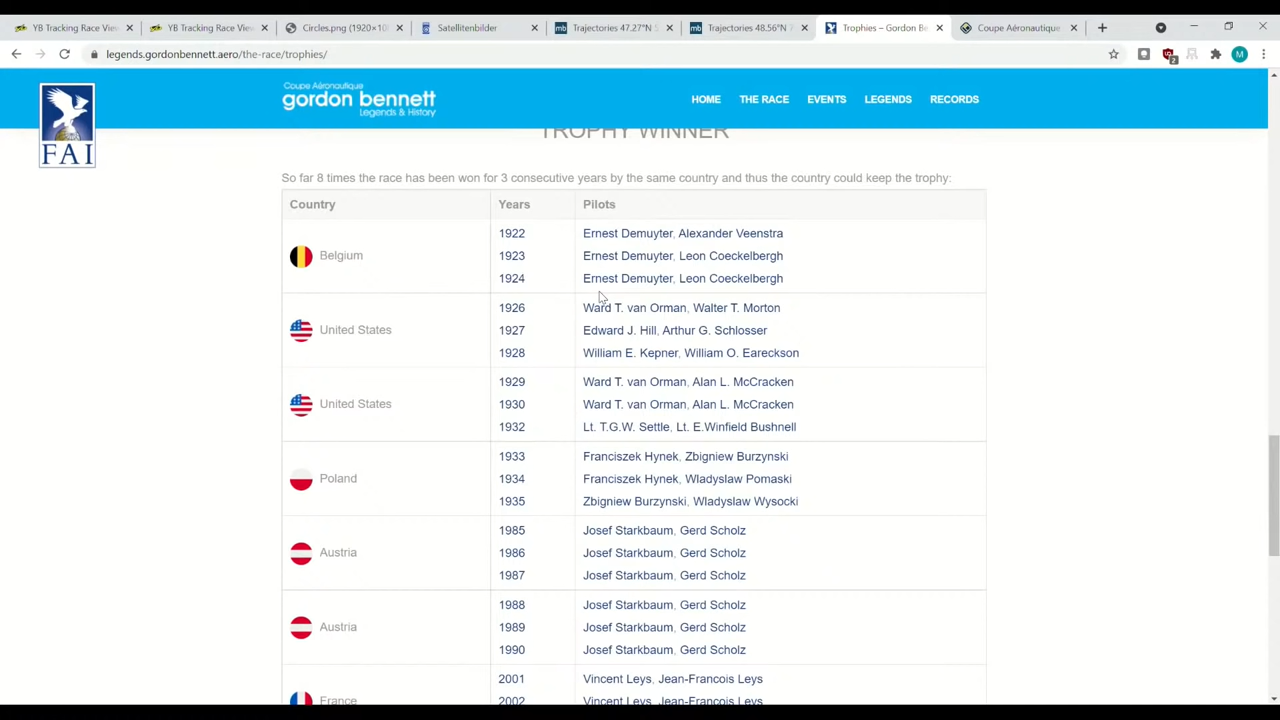 YB Tracking Race View
YB Tracking Race View
Circles.png (1920×10
Satellitenbilder
mb
Trajectories 47.27°N 5
mb
Trajectories 48.56°N 7
Trophies – Gordon Be
Coupe Aéronautique
legends.gordonbennett.aero/the-race/trophies/
2
M
FAI
Coupe Aéronautique
gordon bennett
Legends & History
HOME THE RACE EVENTS LEGENDS RECORDS
TROPHY WINNER
So far 8 times the race has been won for 3 consecutive years by the same country and thus the country could keep the trophy:
Country Years Pilots
1922 Ernest Demuyter, Alexander Veenstra
Belgium 1923 Ernest Demuyter, Leon Coeckelbergh
1924 Ernest Demuyter, Leon Coeckelbergh
1926 Ward T. van Orman, Walter T. Morton
United States 1927 Edward J. Hill, Arthur G. Schlosser
1928 William E. Kepner, William O. Eareckson
1929 Ward T. van Orman, Alan L. McCracken
United States 1930 Ward T. van Orman, Alan L. McCracken
1932 Lt. T.G.W. Settle, Lt. E.Winfield Bushnell
1933 Franciszek Hynek, Zbigniew Burzynski
Poland 1934 Franciszek Hynek, Wladyslaw Pomaski
1935 Zbigniew Burzynski, Wladyslaw Wysocki
1985 Josef Starkbaum, Gerd Scholz
Austria 1986 Josef Starkbaum, Gerd Scholz
1987 Josef Starkbaum, Gerd Scholz
1988 Josef Starkbaum, Gerd Scholz
Austria 1989 Josef Starkbaum, Gerd Scholz
1990 Josef Starkbaum, Gerd Scholz
2001 Vincent Leys, Jean-Francois Leys
France 2002 Vincent Leys, Jean-Francois Leys